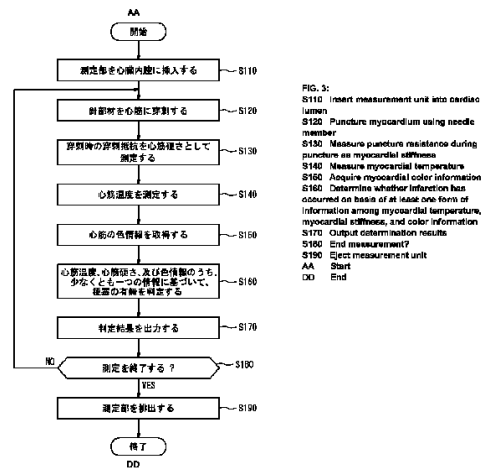 AA
開始
測定部を心臓内腔に挿入する
S110
針部材を心筋に穿刺する
S120
穿刺時の穿刺抵抗を心筋硬さとして
測定する
S130
心筋温度を測定する
S140
心筋の色情報を取得する
S150
心筋温度、心筋硬さ、及び色情報のうち、
少なくとも一つの情報に基づいて、
梗塞の有無を判定する
S160
判定結果を出力する
S170
NO
測定を終了する？
S180
YES
測定部を排出する
S190
終了
DD
FIG. 3:
S110 Insert measurement unit into cardiac
lumen
S120 Puncture myocardium using needle
member
S130 Measure puncture resistance during
puncture as myocardial stiffness
S140 Measure myocardial temperature
S150 Acquire myocardial color information
S160 Determine whether infarction has
occurred on basis of at least one form of
information among myocardial temperature,
myocardial stiffness, and color information
S170 Output determination results
S180 End measurement?
S190 Eject measurement unit
AA Start
DD End